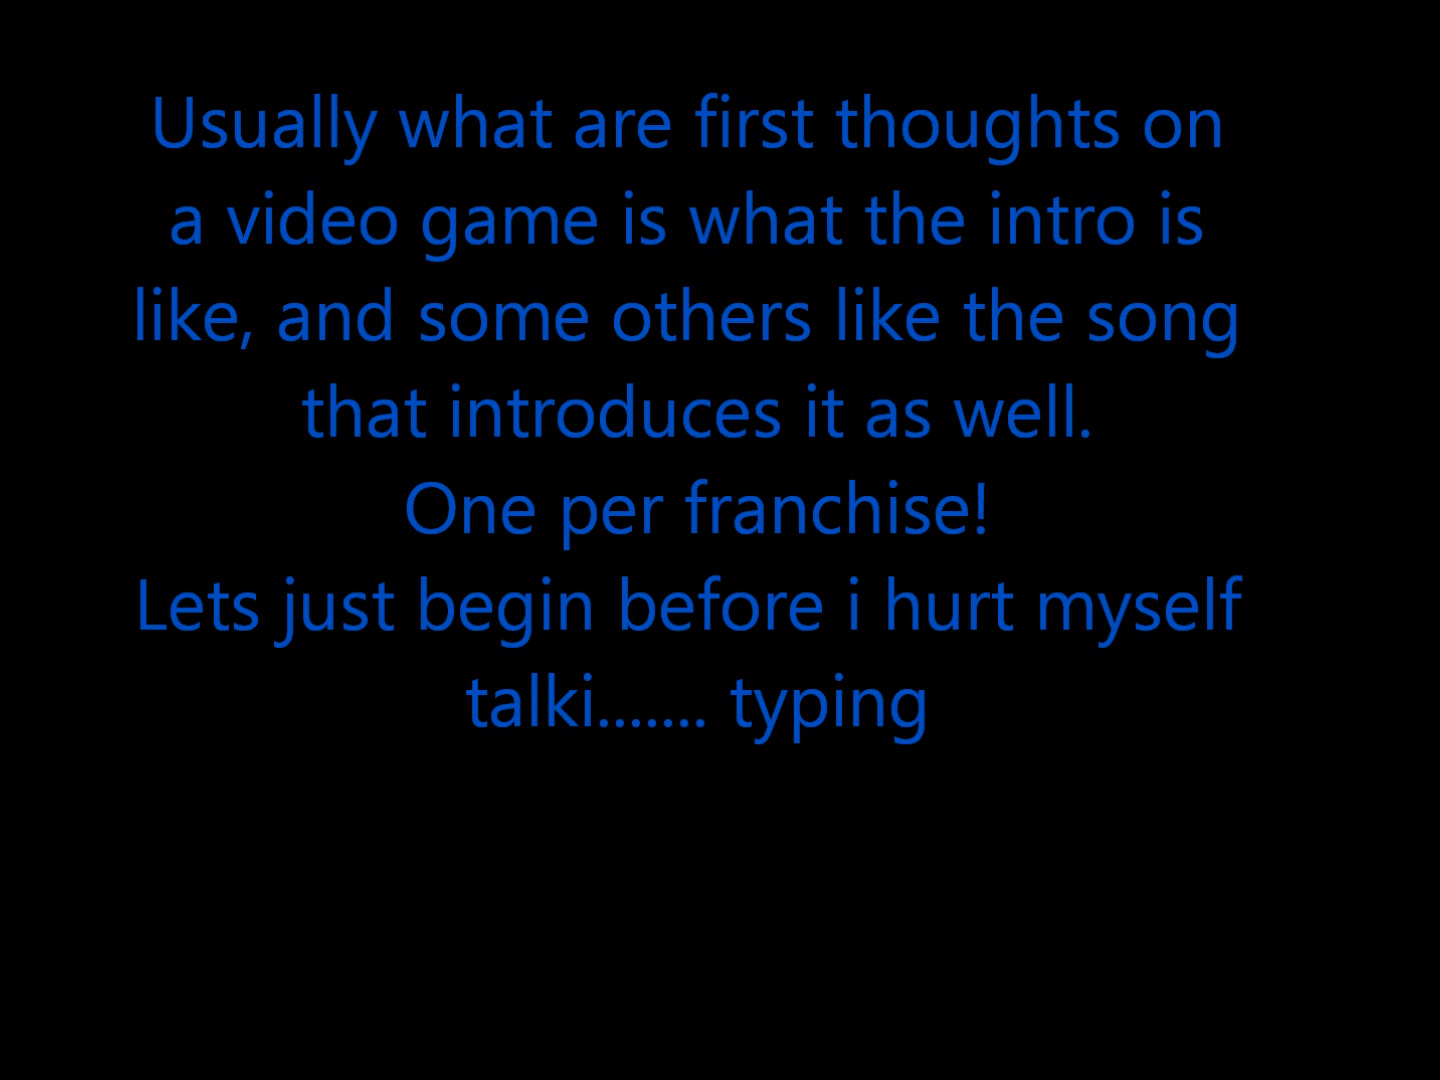 Usually what are first thoughts on
a video game is what the intro is
like, and some others like the song
that introduces it as well.
One per franchise!
Lets just begin before i hurt myself
talki....... typing